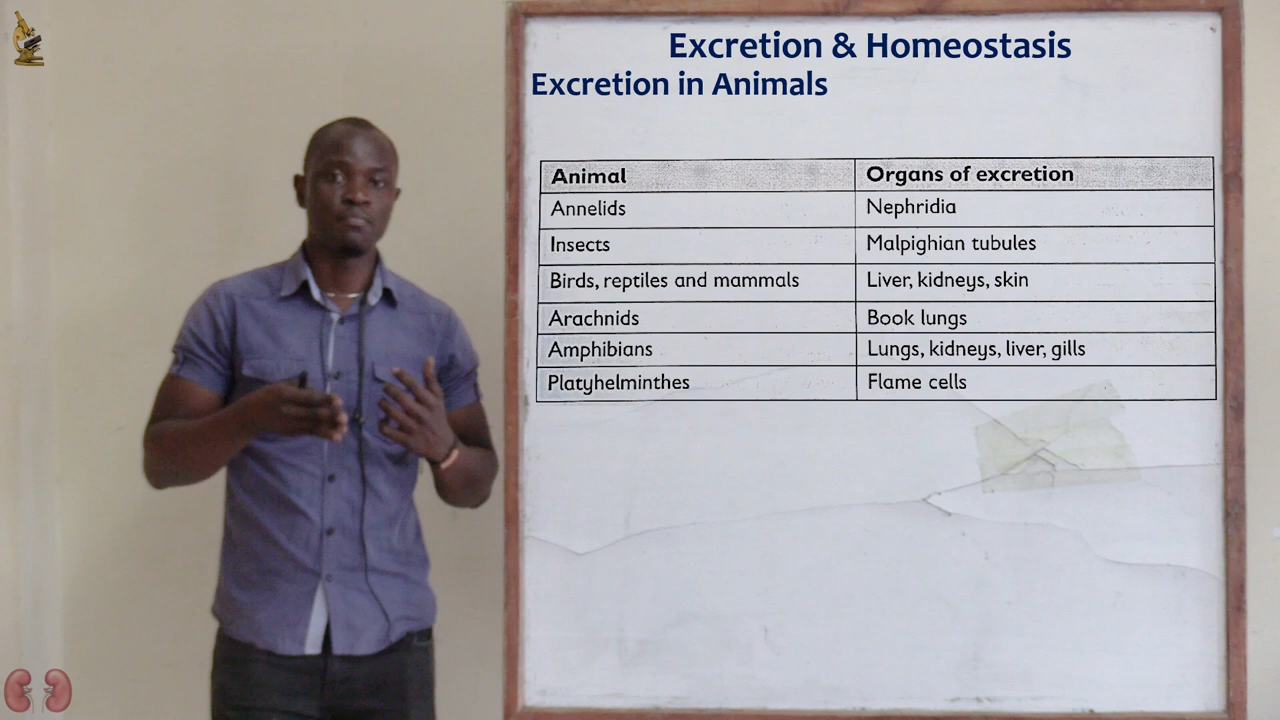 Excretion & Homeostasis
Excretion in Animals
Animal Organs of excretion
Annelids Nephridia
Insects Malpighian tubules
Birds, reptiles and mammals Liver, kidneys, skin
Arachnids Book lungs
Amphibians Lungs, kidneys, liver, gills
Platyhelminthes Flame cells